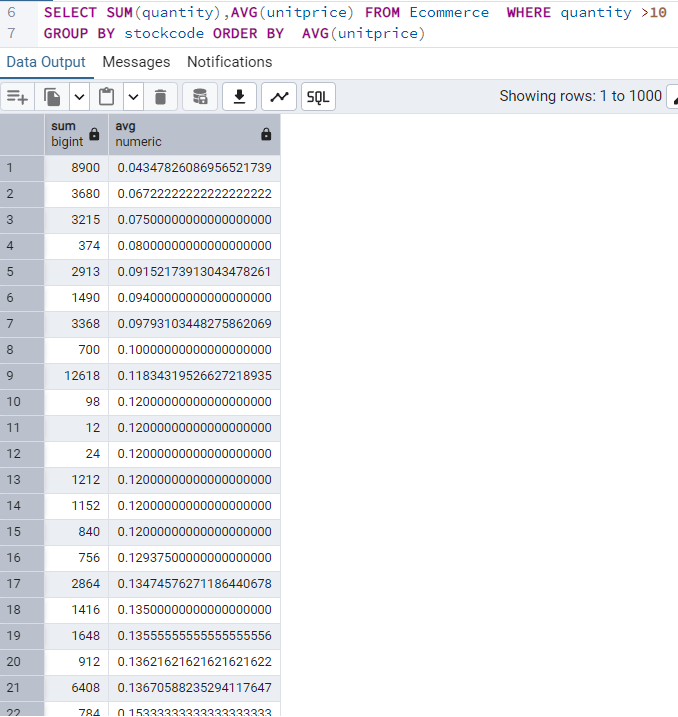 6 SELECT SUM(quantity),AVG(unitprice) FROM Ecommerce  WHERE quantity >10
7 GROUP BY stockcode ORDER BY  AVG(unitprice)
Data Output Messages Notifications
SQL Showing rows: 1 to 1000
sum avg
bigint numeric
1 8900 0.04347826086956521739
2 3680 0.06722222222222222222
3 3215 0.07500000000000000000
4 374 0.08000000000000000000
5 2913 0.09152173913043478261
6 1490 0.09400000000000000000
7 3368 0.09793103448275862069
8 700 0.10000000000000000000
9 12618 0.11834319526627218935
10 98 0.12000000000000000000
11 12 0.12000000000000000000
12 24 0.12000000000000000000
13 1212 0.12000000000000000000
14 1152 0.12000000000000000000
15 840 0.12000000000000000000
16 756 0.12937500000000000000
17 2864 0.13474576271186440678
18 1416 0.13500000000000000000
19 1648 0.13555555555555555556
20 912 0.13621621621621621622
21 6408 0.13670588235294117647
22 784 0.15333333333333333333